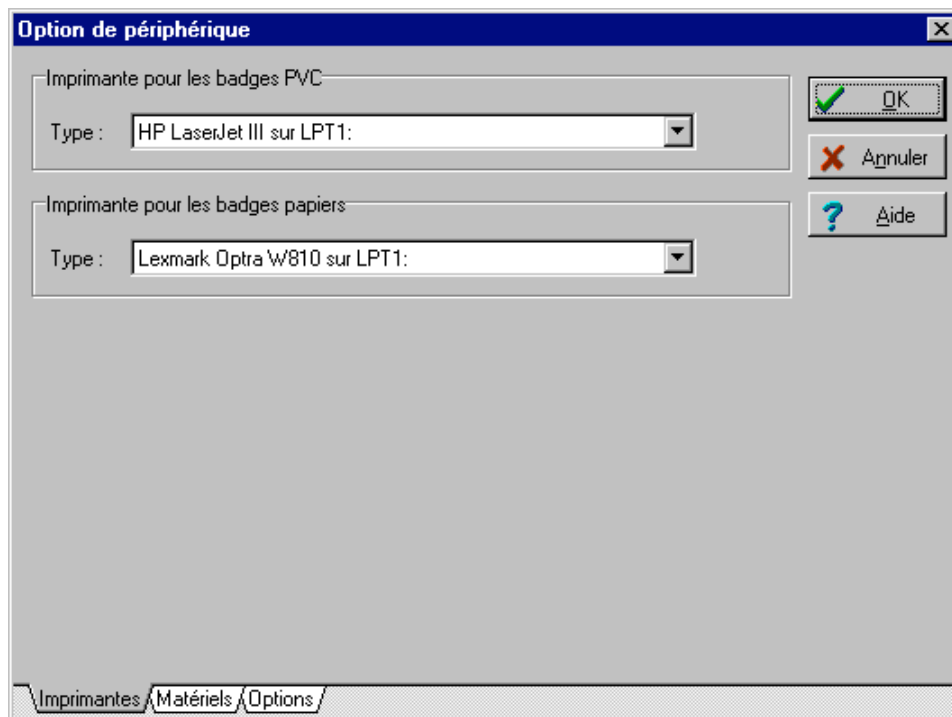 Option de périphérique
Imprimante pour les badges PVC
Type : HP LaserJet III sur LPT1:
OK
Annuler
Imprimante pour les badges papiers
Type : Lexmark Optra W810 sur LPT1:
Aide
Imprimantes Matériels Options